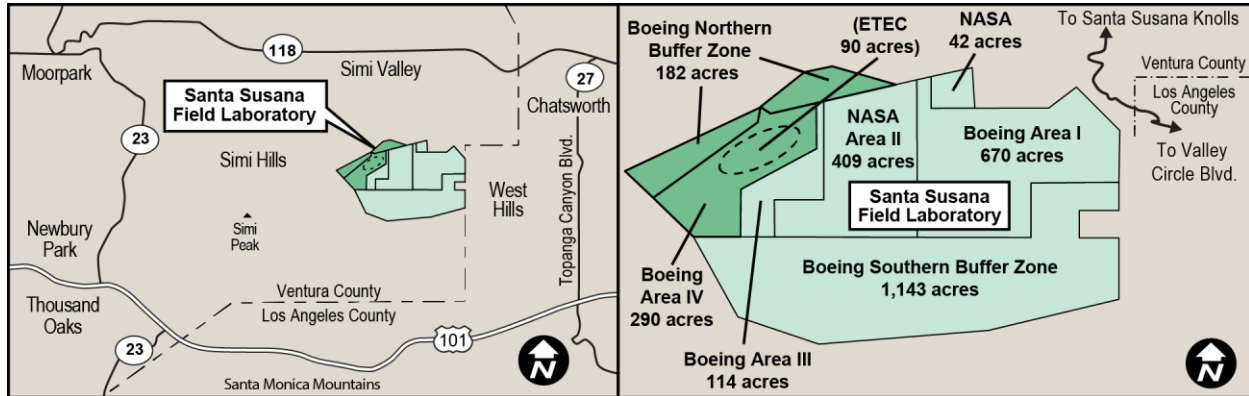 118
Moorpark
Simi Valley
27
Santa Susana
Field Laboratory
Chatsworth
23
Simi Hills
Topanga Canyon Blvd.
West
Hills
Simi
Peak
Newbury
Park
Ventura County
Los Angeles County
Thousand
Oaks
101
23
Santa Monica Mountains
N
Boeing Northern
Buffer Zone
182 acres
(ETEC
90 acres)
NASA
42 acres
To Santa Susana Knolls
Ventura County
Los Angeles
County
NASA
Area II
409 acres
Boeing Area I
670 acres
To Valley
Circle Blvd.
Santa Susana
Field Laboratory
Boeing
Area IV
290 acres
Boeing Southern Buffer Zone
1,143 acres
Boeing Area III
114 acres
N